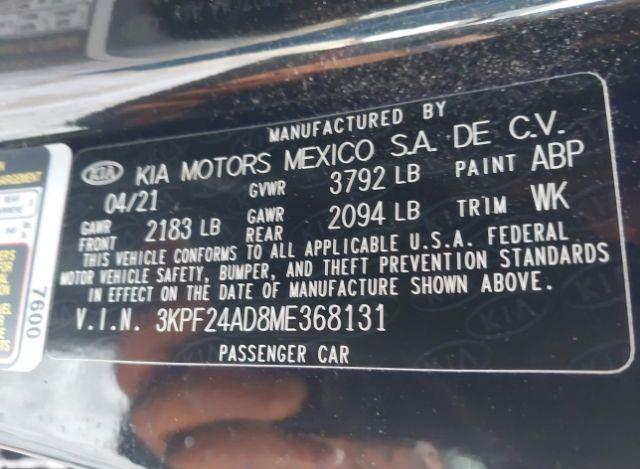 MANUFACTURED BY
KIA KIA MOTORS MEXICO S.A. DE C.V.
04/21 GVWR 3792 LB PAINT ABP
GAWR FRONT 2183 LB GAWR REAR 2094 LB TRIM WK
THIS VEHICLE CONFORMS TO ALL APPLICABLE U.S.A. FEDERAL
MOTOR VEHICLE SAFETY, BUMPER, AND THEFT PREVENTION STANDARDS
IN EFFECT ON THE DATE OF MANUFACTURE SHOWN ABOVE.
V.I.N. 3KPF24AD8ME368131
PASSENGER CAR
7600